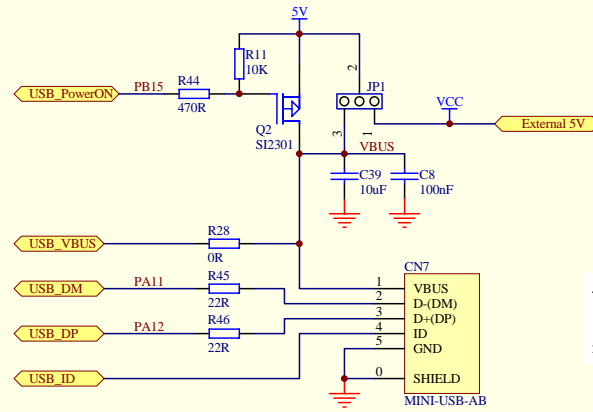 5V
R11
10K
2
JP1
R44
PB15
USB_PowerON
470R
VCC
External 5V
Q2
SI2301
3
1
VBUS
C39
10uF
C8
100nF
R28
USB_VBUS
0R
CN7
R45
PA11
USB_DM
22R
1 VBUS
2 D-(DM)
R46
3 D+(DP)
PA12
USB_DP
4 ID
22R
5 GND
USB_ID
0 SHIELD
MINI-USB-AB